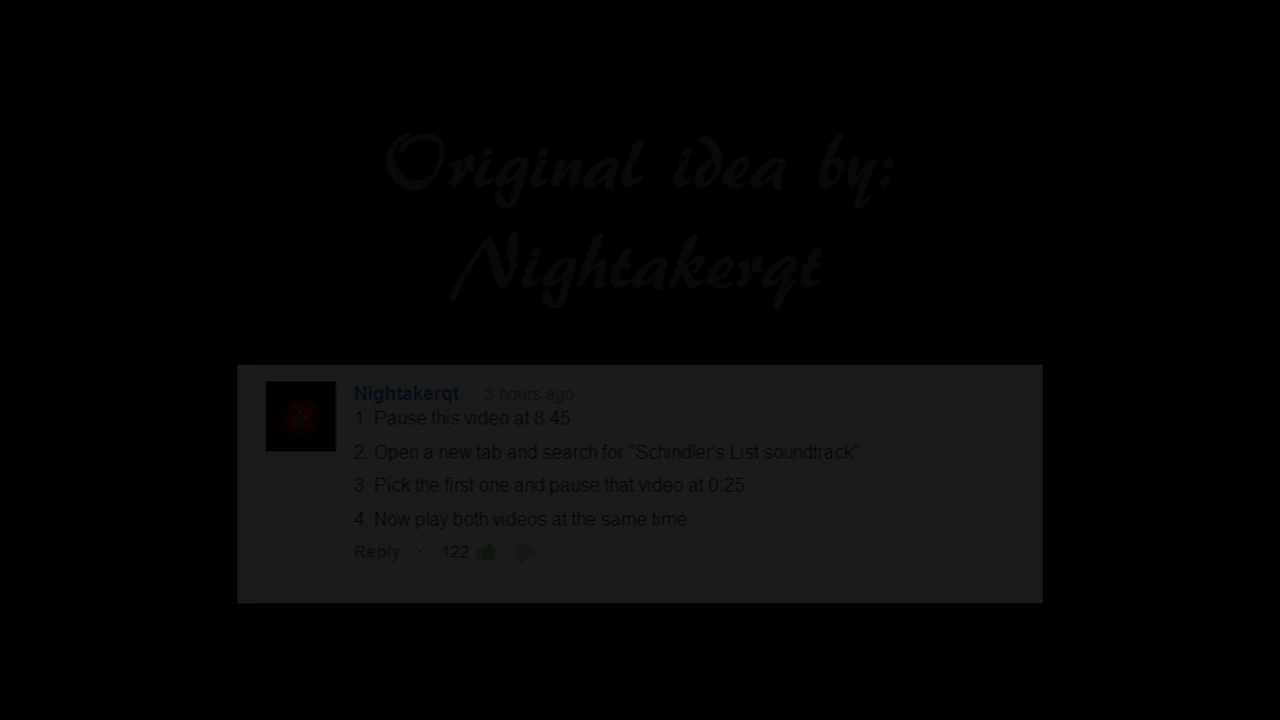 Original idea by:
Nightakerqt
Nightakerqt 3 hours ago
1. Pause this video at 8:45
2. Open a new tab and search for "Schindler's List soundtrack"
3. Pick the first one and pause that video at 0:25
4. Now play both videos at the same time
Reply · 122